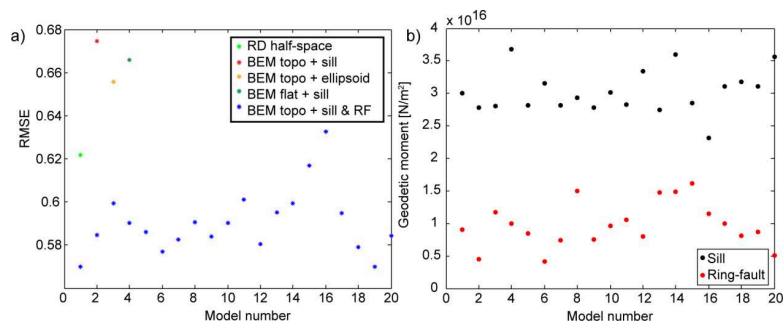 a)
0.68
0.66
0.64
0.62
0.6
0.58
RMSE
RD half-space
BEM topo + sill
BEM topo + ellipsoid
BEM flat + sill
BEM topo + sill & RF
0 2 4 6 8 10 12 14 16 18 20
Model number
b)
4 x 10^16
3.5
3
2.5
2
1.5
1
0.5
0
Geodetic moment [N/m²]
Sill
Ring-fault
0 2 4 6 8 10 12 14 16 18 20
Model number